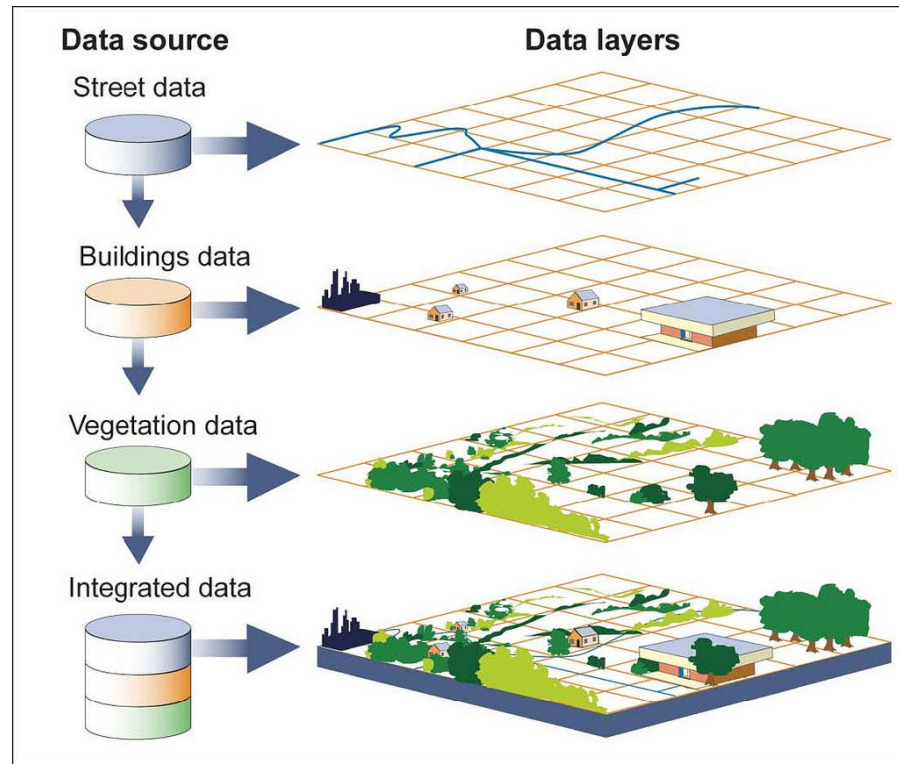 Data source
Data layers
Street data
Buildings data
Vegetation data
Integrated data